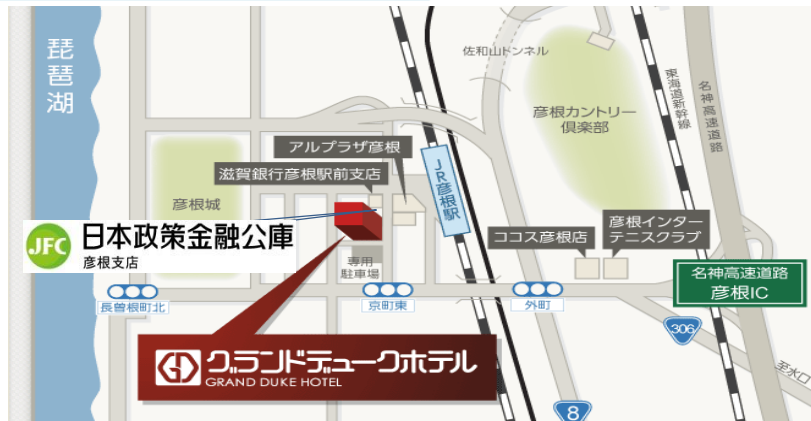 琵琶湖
佐和山トンネル
東海道新幹線
名神高速道路
彦根カントリー
倶楽部
アルプラザ彦根
滋賀銀行彦根駅前支店
JR彦根駅
彦根城
JFC 日本政策金融公庫
彦根支店
専用
駐車場
ココス彦根店
彦根インター
テニスクラブ
名神高速道路
彦根IC
長曽根町北
京町東
外町
306
至水口
GD グランドデュークホテル
GRAND DUKE HOTEL
8